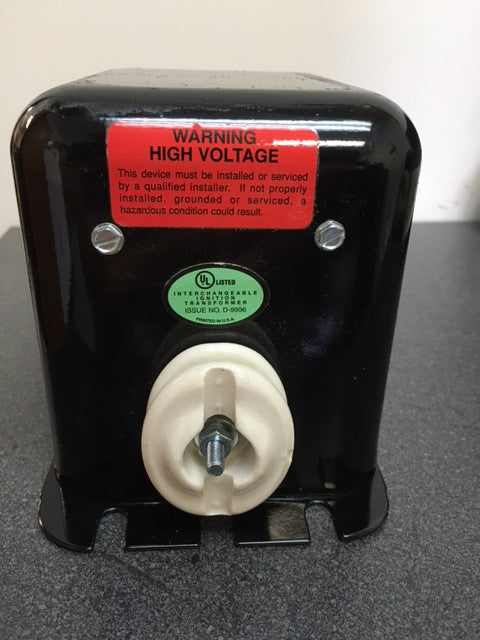 WARNING
HIGH VOLTAGE
This device must be installed or serviced
by a qualified installer. If not properly
installed, grounded or serviced, a
hazardous condition could result.
UL LISTED
INTERCHANGEABLE
IGNITION
TRANSFORMER
ISSUE NO. D-9996
PRINTED IN U.S.A.